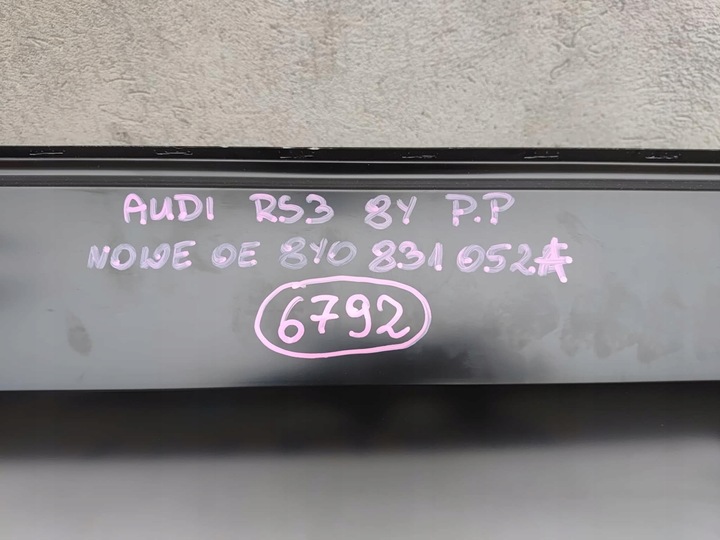 AUDI RS3 8Y P.P
NOWE OE 8Y0 831 052A
6792